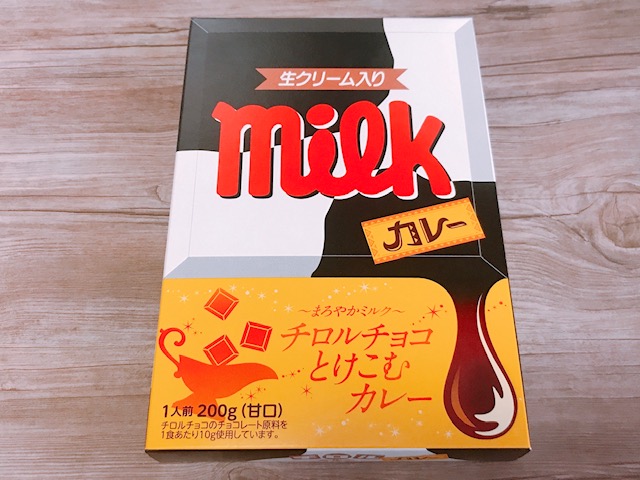 生クリーム入り
milk
カレー
〜まろやかミルク〜
チロルチョコ
とけこむ
カレー
1人前 200g (甘口)
チロルチョコのチョコレート原料を
1食あたり10g使用しています。